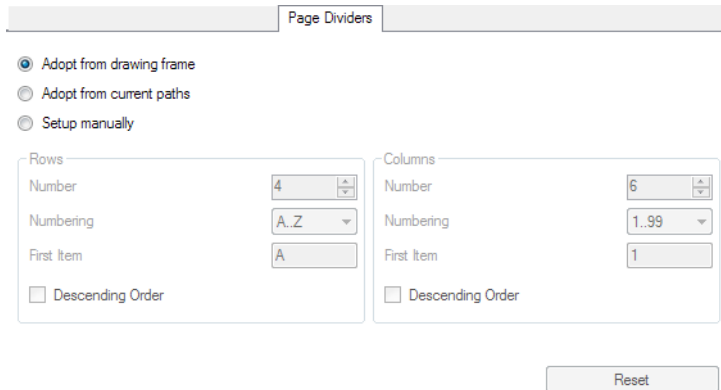 Page Dividers
Adopt from drawing frame
Adopt from current paths
Setup manually
Rows
Number 4
Numbering A..Z
First Item A
Descending Order
Columns
Number 6
Numbering 1..99
First Item 1
Descending Order
Reset